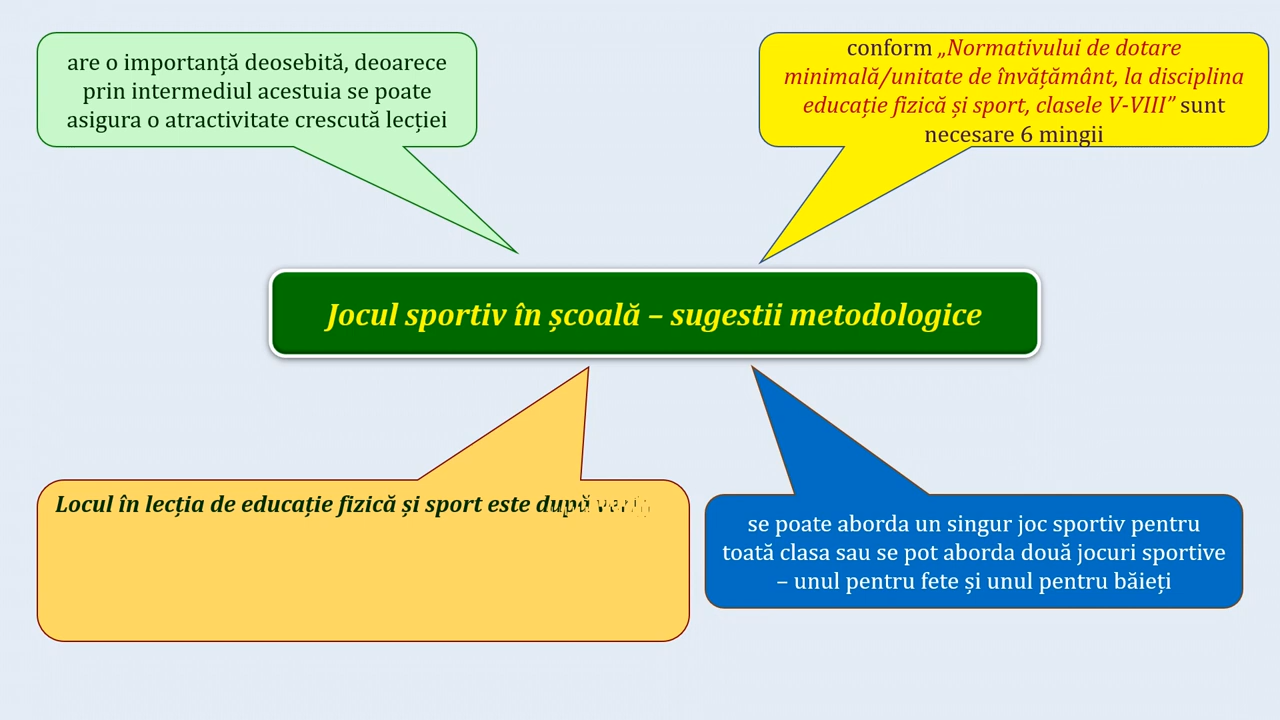 are o importanță deosebită, deoarece
prin intermediul acestuia se poate
asigura o atractivitate crescută lecției
conform „Normativului de dotare
minimală/unitate de învățământ, la disciplina
educație fizică și sport, clasele V-VIII” sunt
necesare 6 mingii
Jocul sportiv în școală – sugestii metodologice
Locul în lecția de educație fizică și sport este după
se poate aborda un singur joc sportiv pentru
toată clasa sau se pot aborda două jocuri sportive
– unul pentru fete și unul pentru băieți